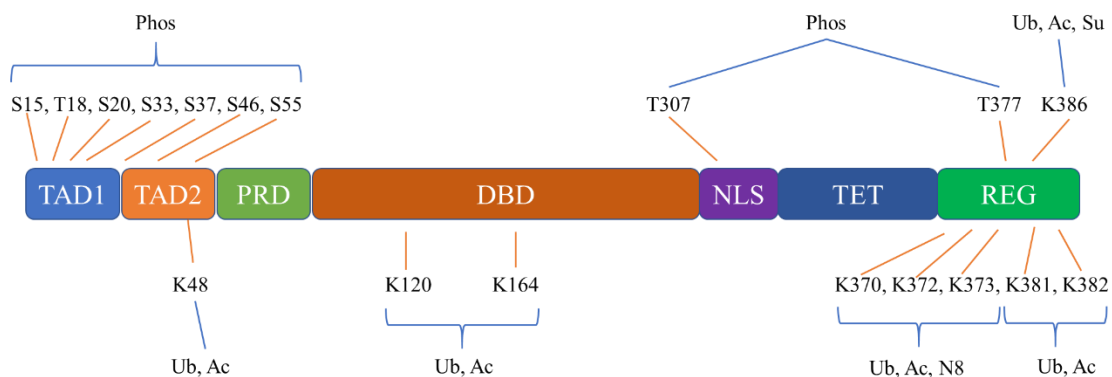 Phos Phos Ub, Ac, Su
S15, T18, S20, S33, S37, S46, S55 T307 T377 K386
TAD1 TAD2 PRD DBD NLS TET REG
K48 K120 K164 K370, K372, K373, K381, K382
Ub, Ac Ub, Ac Ub, Ac, N8 Ub, Ac